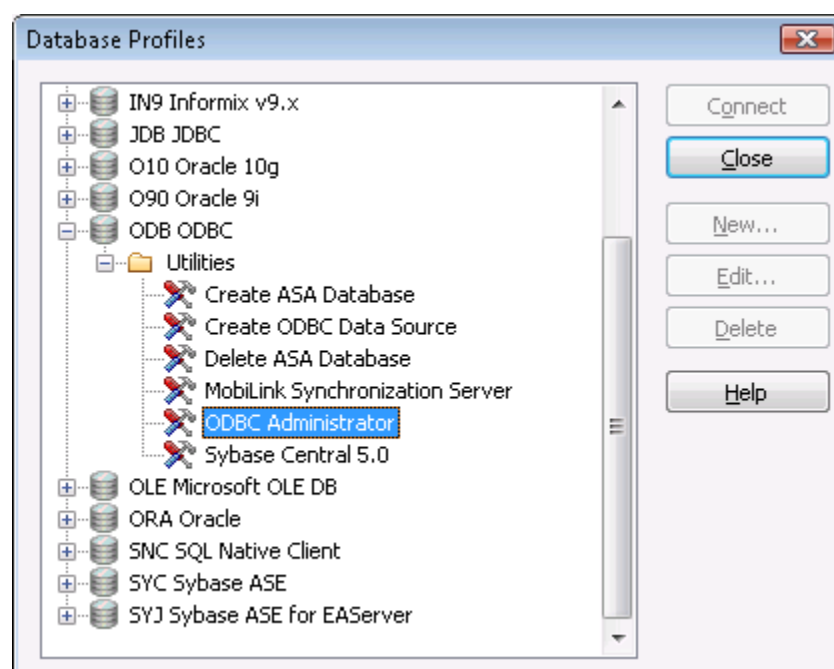 Database Profiles
IN9 Informix v9.x
JDB JDBC
O10 Oracle 10g
O90 Oracle 9i
ODB ODBC
Utilities
Create ASA Database
Create ODBC Data Source
Delete ASA Database
MobiLink Synchronization Server
ODBC Administrator
Sybase Central 5.0
OLE Microsoft OLE DB
ORA Oracle
SNC SQL Native Client
SYC Sybase ASE
SYJ Sybase ASE for EAServer
Connect
Close
New...
Edit...
Delete
Help